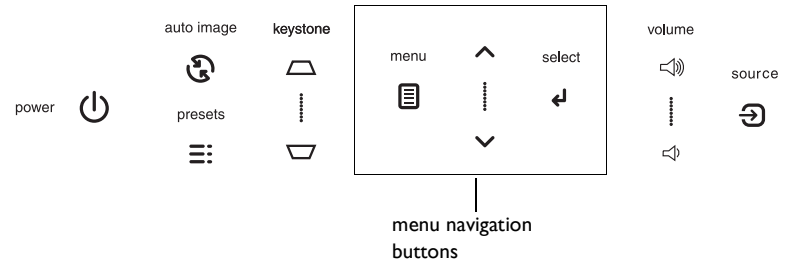 power
auto image
presets
keystone
menu
select
volume
source
menu navigation
buttons